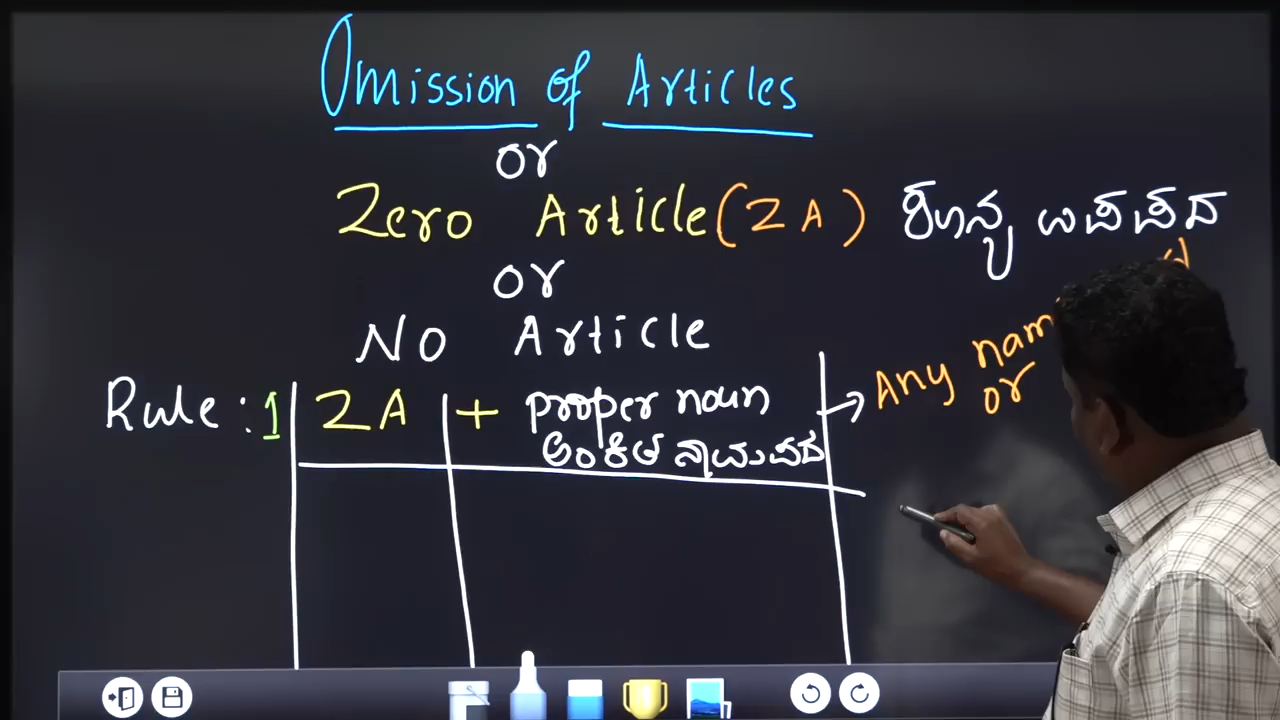 Omission of Articles
or
Zero Article (ZA) ಶೂನ್ಯ ಉಪಪದ
or
No Article
Rule: 1 ZA + proper noun → Any
ಅಂಕಿತ ನಾಮಪದ or